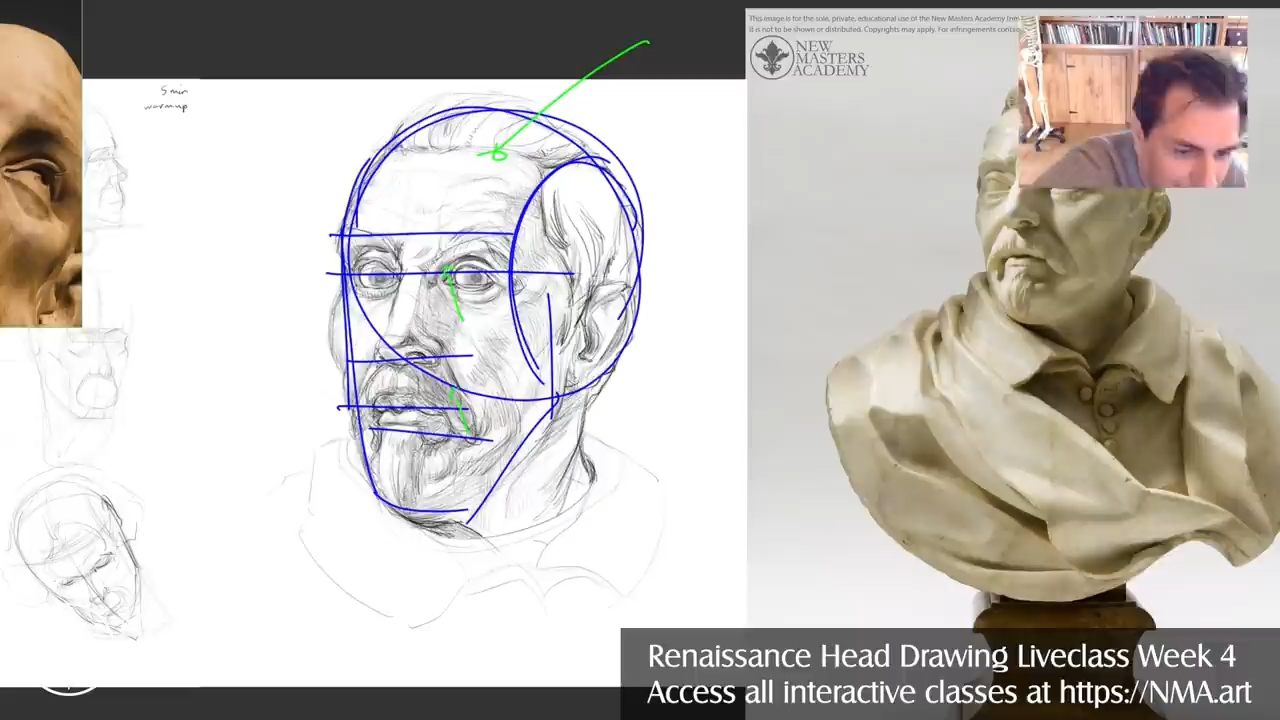 This image is for the sole, private, educational use of the New Masters Academy
It is not to be shown or distributed. Copyrights may apply. For infringements
NEW
MASTERS
ACADEMY
5 min
warmup
Renaissance Head Drawing Liveclass Week 4
Access all interactive classes at https://NMA.art